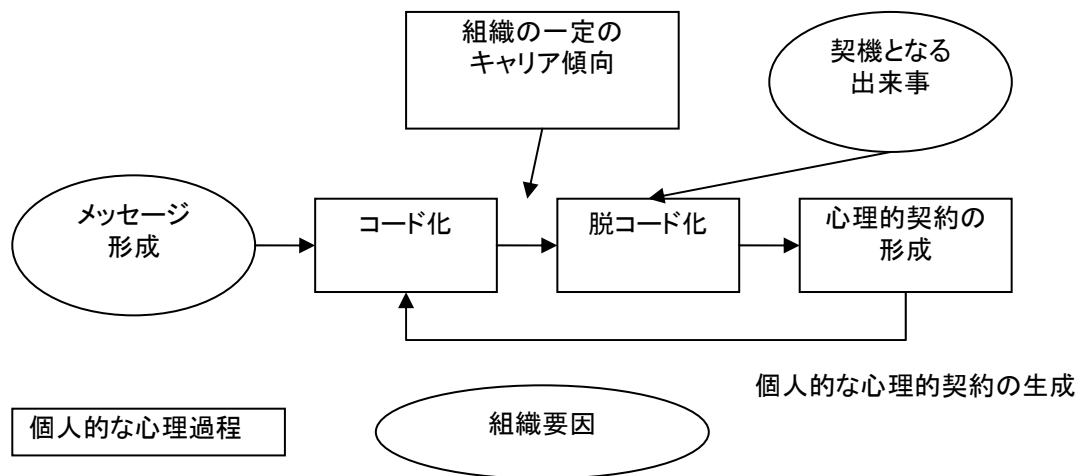 組織の一定の
キャリア傾向
契機となる
出来事
メッセージ
形成
コード化
脱コード化
心理的契約の
形成
個人的な心理的契約の生成
個人的な心理過程
組織要因